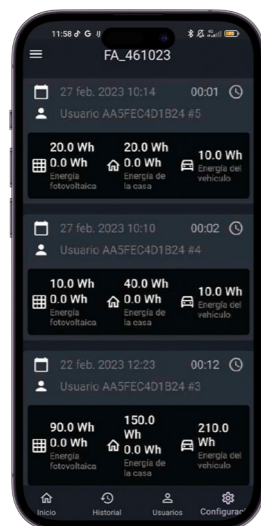 11:58
FA_461023
27 feb. 2023 10:14 00:01
Usuario AA5FEC4D1B24 #5
20.0 Wh 20.0 Wh 10.0 Wh
0.0 Wh 0.0 Wh Energía del
Energía Energía de vehículo
fotovoltaica la casa
27 feb. 2023 10:10 00:02
Usuario AA5FEC4D1B24 #4
10.0 Wh 40.0 Wh 10.0 Wh
0.0 Wh 0.0 Wh Energía del
Energía Energía de vehículo
fotovoltaica la casa
22 feb. 2023 12:23 00:12
Usuario AA5FEC4D1B24 #3
90.0 Wh 150.0 Wh 210.0 Wh
0.0 Wh 0.0 Wh Energía del
Energía Energía de vehículo
fotovoltaica la casa
Inicio Historial Usuarios Configurac